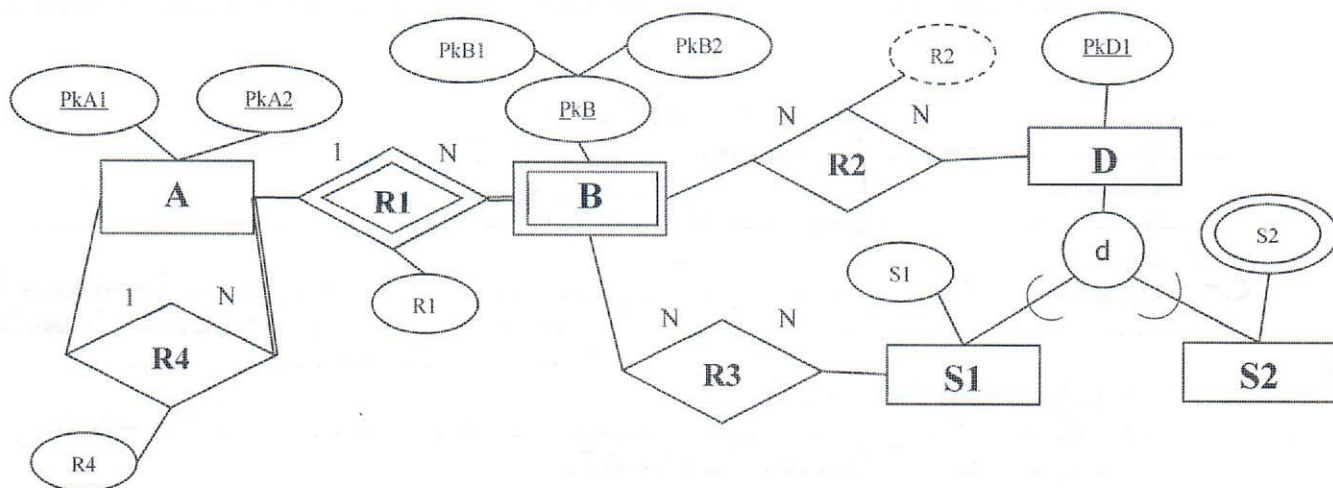 PkB1
PkB2
R2
PkD1
PkA1
PkA2
PkB
N
N
1
N
A
R1
B
R2
D
S1
d
S2
R1
1
N
N
N
R4
R3
S1
S2
R4